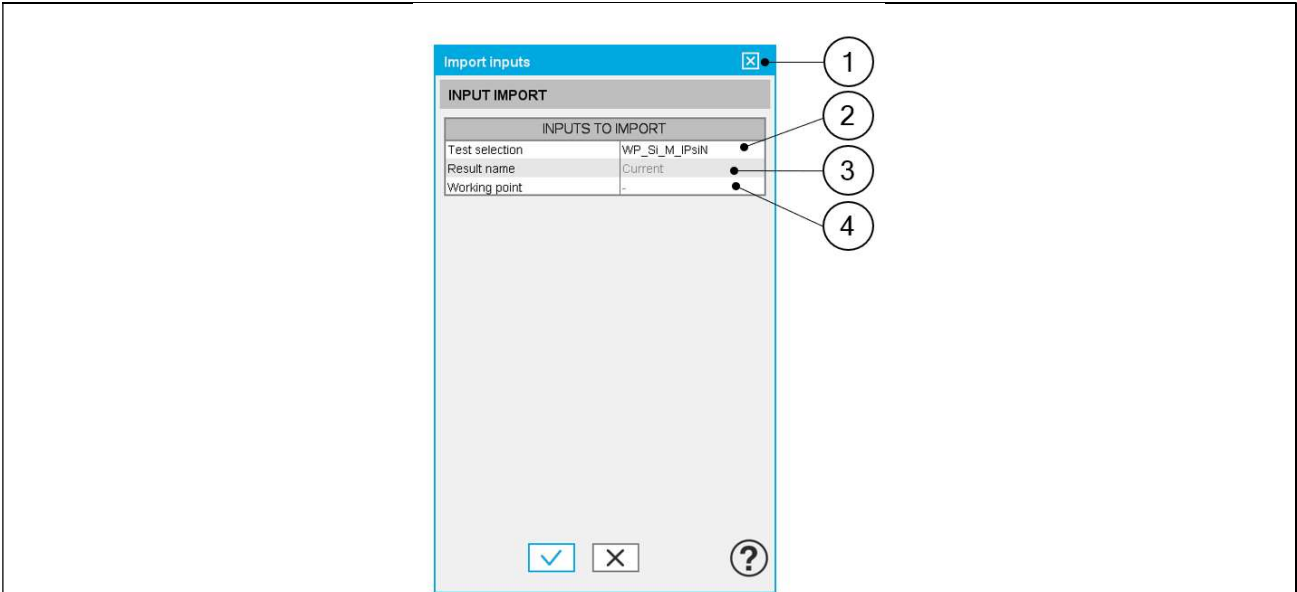 Import inputs
1
INPUT IMPORT
2
INPUTS TO IMPORT
Test selection WP_Si_M_IPsiN
Result name Current
3
Working point -
4
?